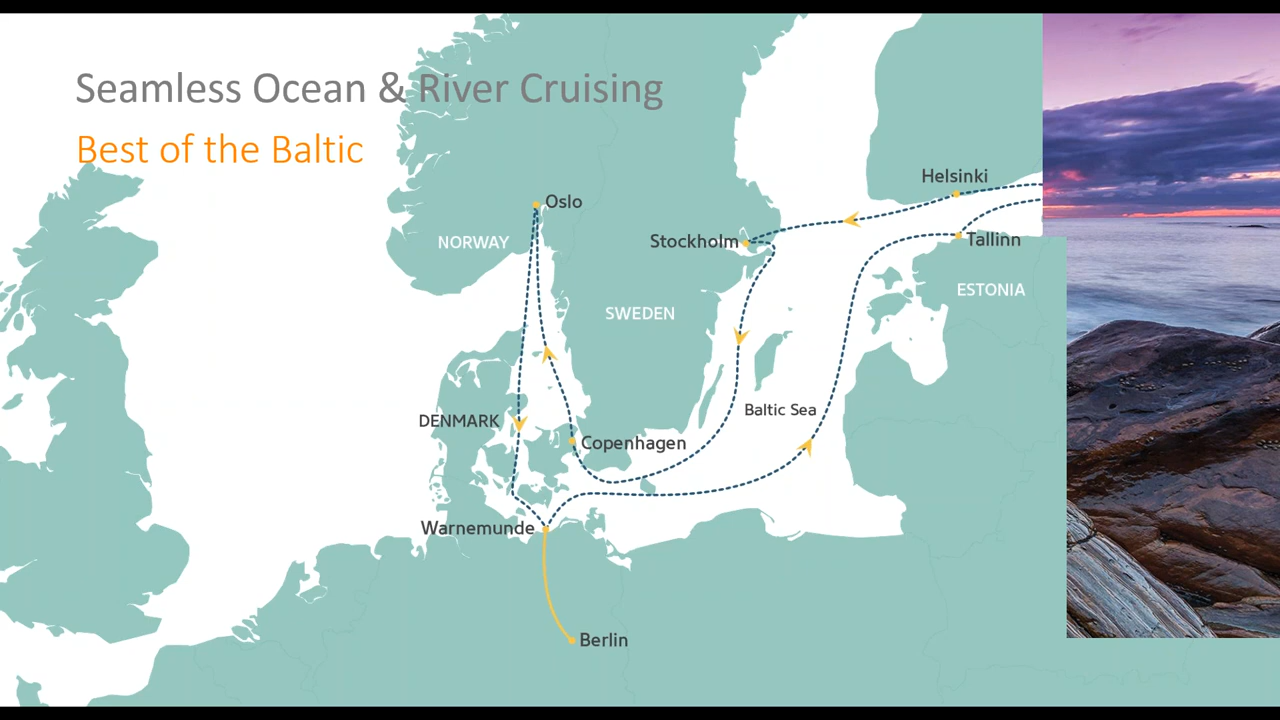 Seamless Ocean & River Cruising
Best of the Baltic
Helsinki
Oslo
NORWAY
Stockholm
Tallinn
ESTONIA
SWEDEN
Baltic Sea
DENMARK
Copenhagen
Warnemunde
Berlin